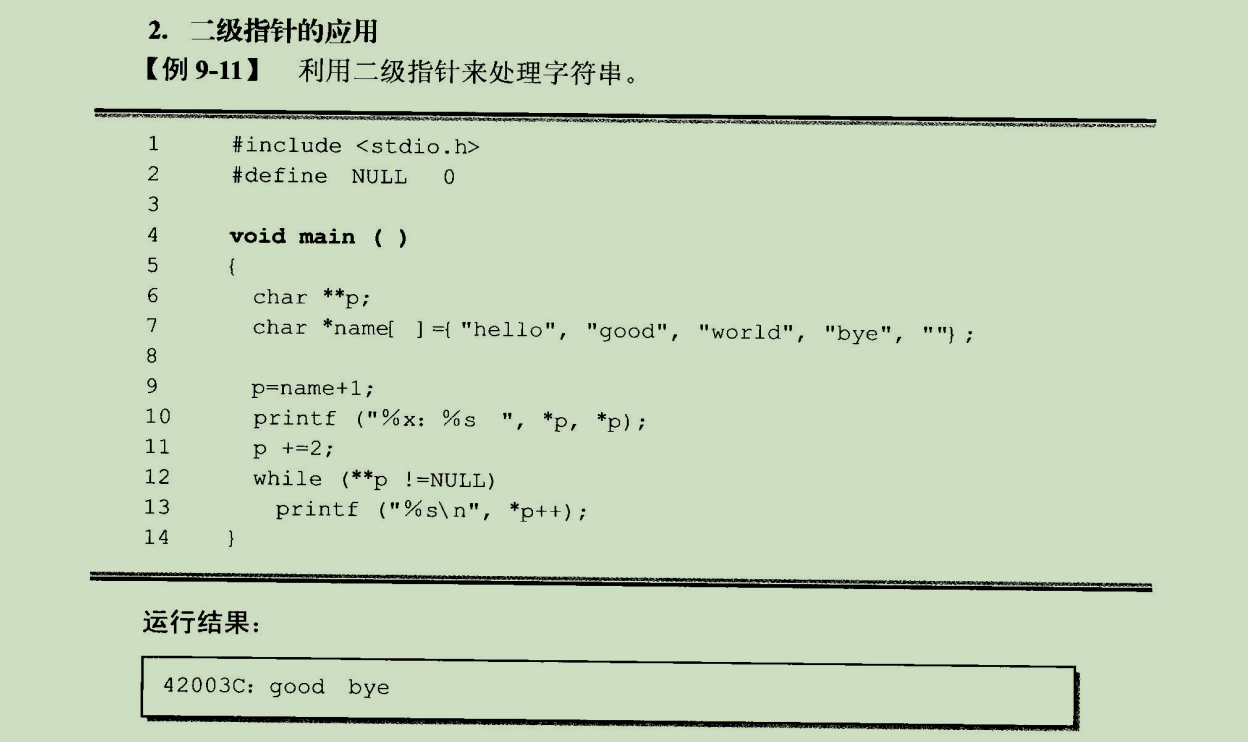 2. 二级指针的应用
【例 9-11】 利用二级指针来处理字符串。
1 #include <stdio.h>
2 #define NULL 0
3
4 void main ( )
5 {
6 char **p;
7 char *name[ ]={"hello", "good", "world", "bye", ""};
8
9 p=name+1;
10 printf ("%x: %s ", *p, *p);
11 p +=2;
12 while (**p !=NULL)
13 printf ("%s\n", *p++);
14 }
运行结果:
42003C: good bye